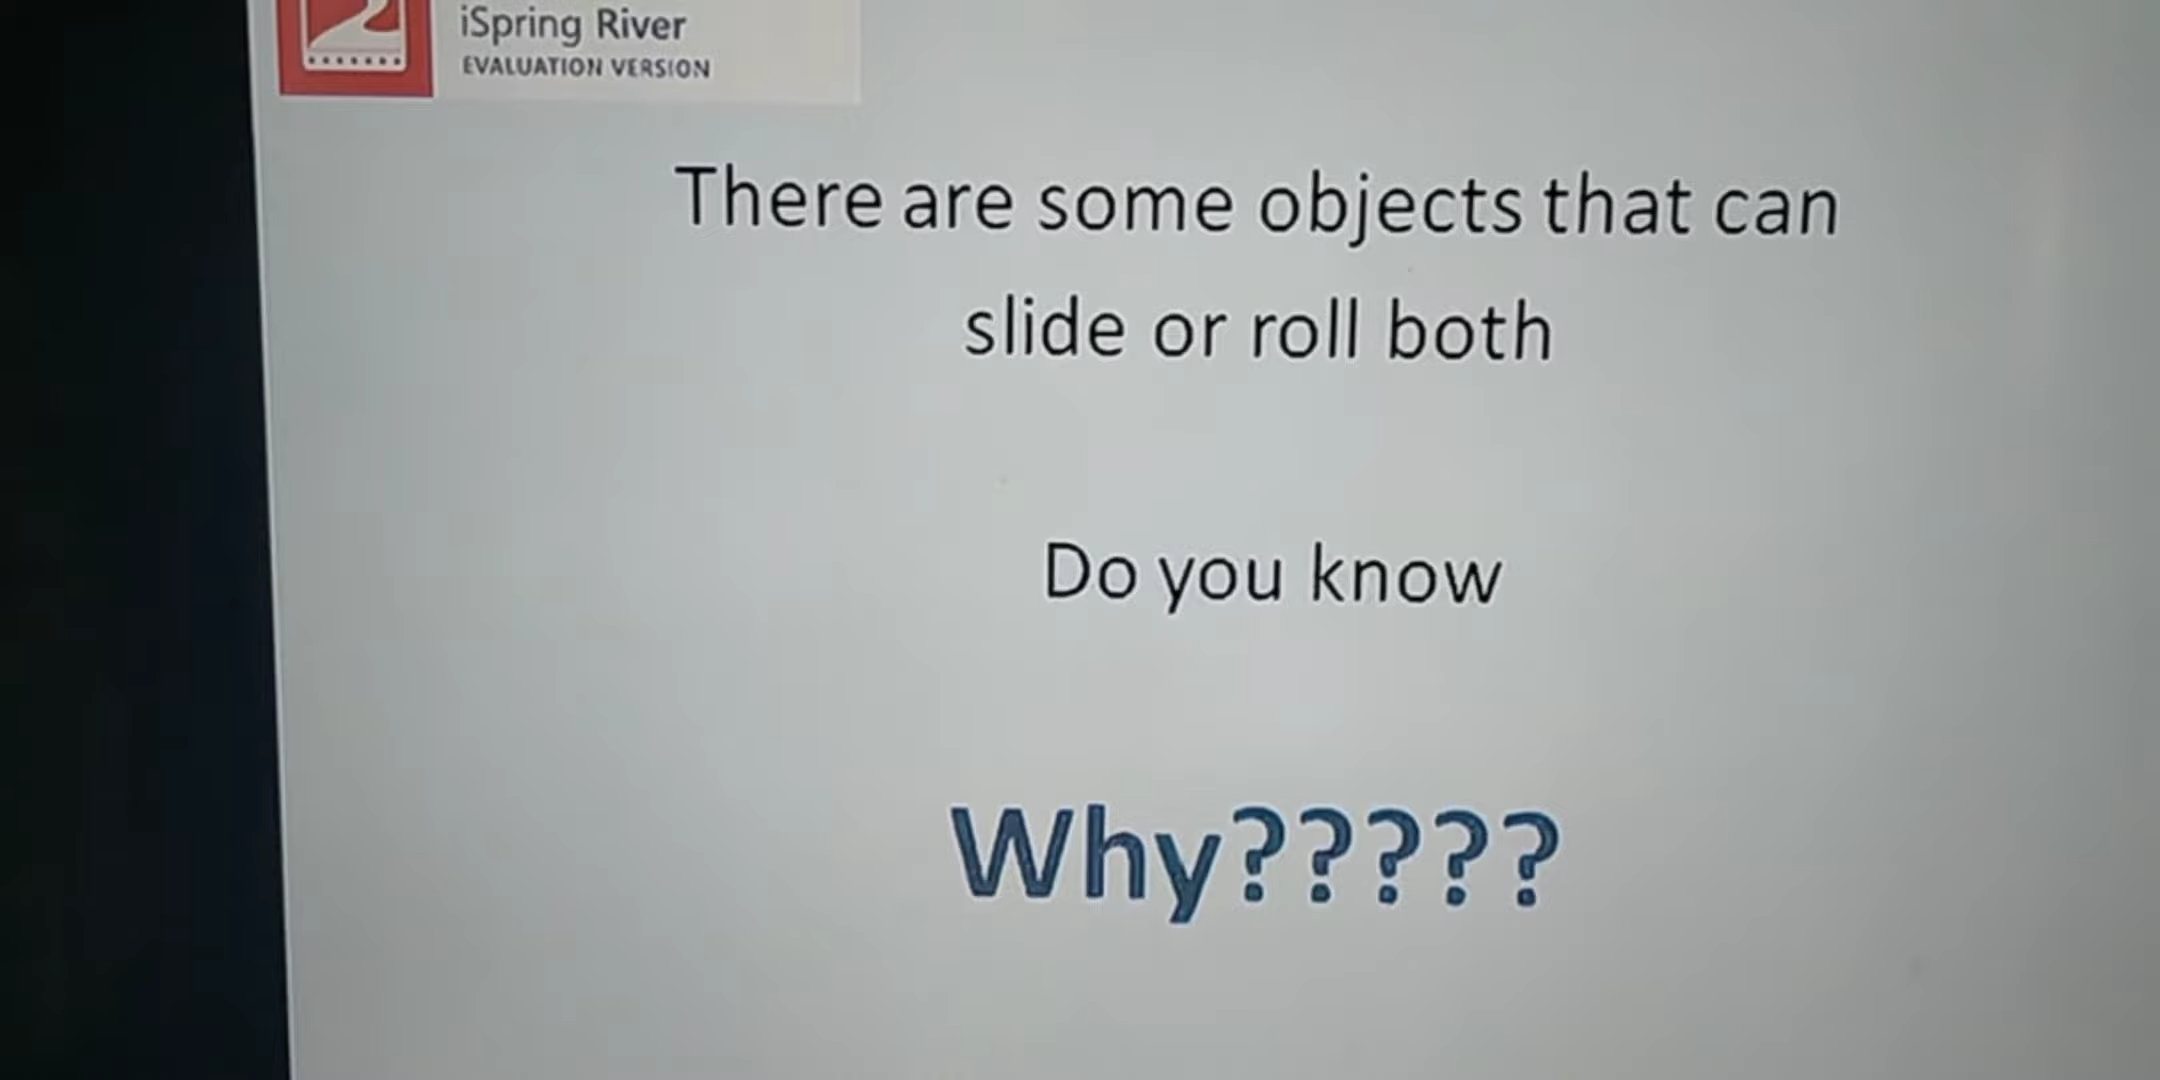 iSpring River
EVALUATION VERSION
There are some objects that can
slide or roll both
Do you know
Why?????